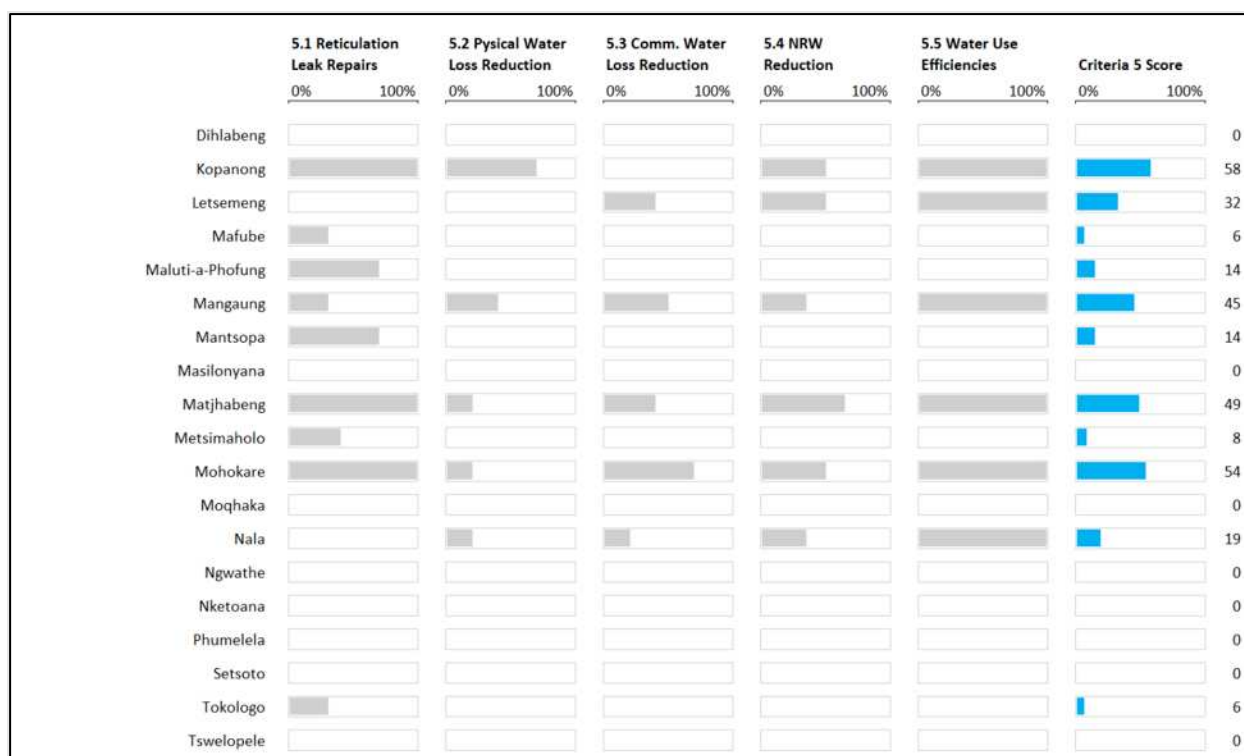 5.1 Reticulation 5.2 Pysical Water 5.3 Comm. Water 5.4 NRW 5.5 Water Use
Leak Repairs Loss Reduction Loss Reduction Reduction Efficiencies Criteria 5 Score
0% 100% 0% 100% 0% 100% 0% 100% 0% 100% 0% 100%
Dihlabeng 0
Kopanong 58
Letsemeng 32
Mafube 6
Maluti-a-Phofung 14
Mangaung 45
Mantsopa 14
Masilonyana 0
Matjhabeng 49
Metsimaholo 8
Mohokare 54
Moqhaka 0
Nala 19
Ngwathe 0
Nketoana 0
Phumelela 0
Setsoto 0
Tokologo 6
Tswelopele 0